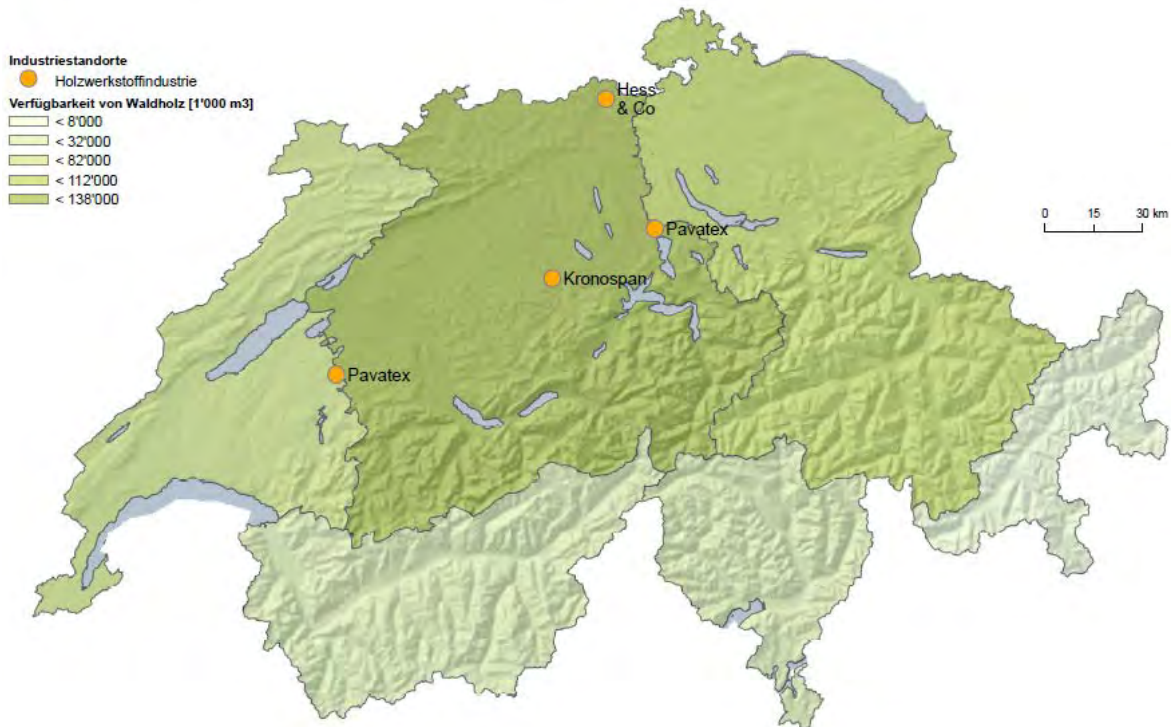 Industriestandorte
Holzwerkstoffindustrie
Verfügbarkeit von Waldholz [1'000 m3]
< 8'000
< 32'000
< 82'000
< 112'000
< 138'000
Hess
& Co
Pavatex
Kronospan
Pavatex
0 15 30 km